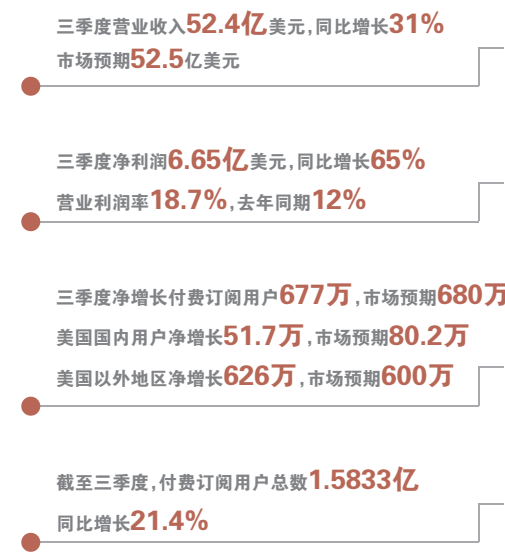 三季度营业收入52.4亿美元,同比增长31%
市场预期52.5亿美元
三季度净利润6.65亿美元,同比增长65%
营业利润率18.7%,去年同期12%
三季度净增长付费订阅用户677万,市场预期680万
美国国内用户净增长51.7万,市场预期80.2万
美国以外地区净增长626万,市场预期600万
截至三季度,付费订阅用户总数1.5833亿
同比增长21.4%